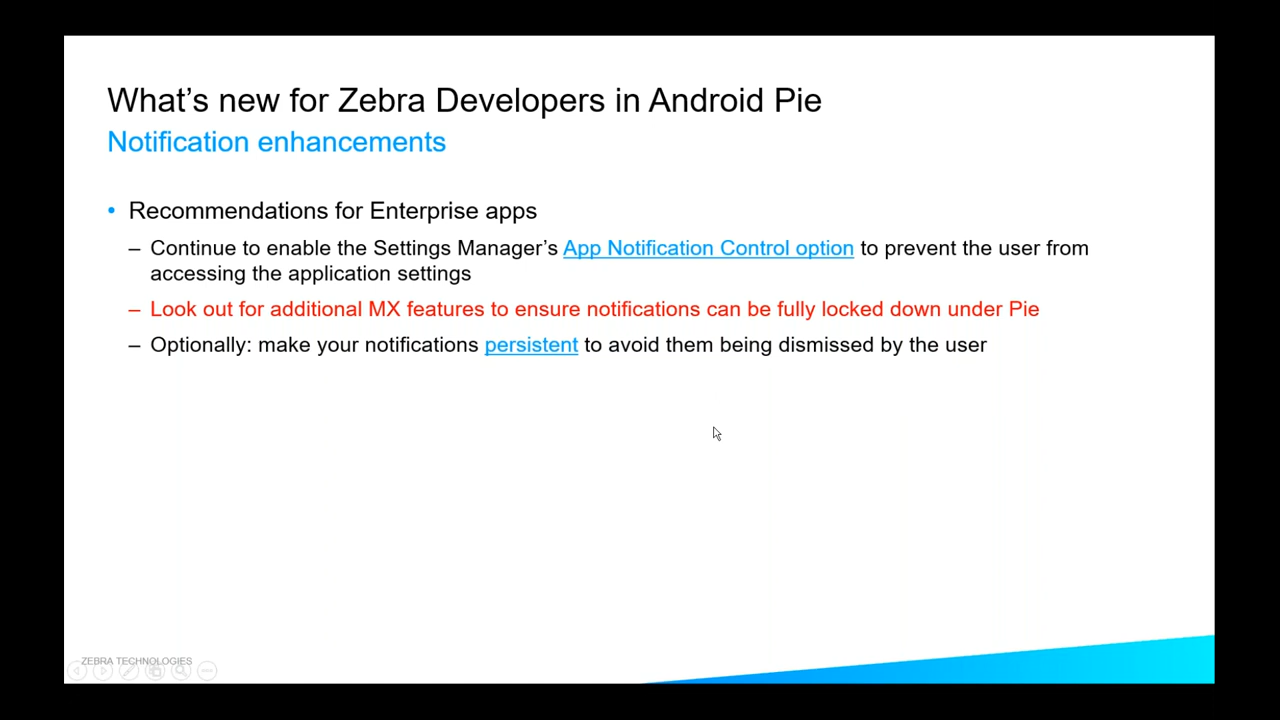 What's new for Zebra Developers in Android Pie
Notification enhancements
• Recommendations for Enterprise apps
– Continue to enable the Settings Manager's App Notification Control option to prevent the user from
accessing the application settings
– Look out for additional MX features to ensure notifications can be fully locked down under Pie
– Optionally: make your notifications persistent to avoid them being dismissed by the user
ZEBRA TECHNOLOGIES